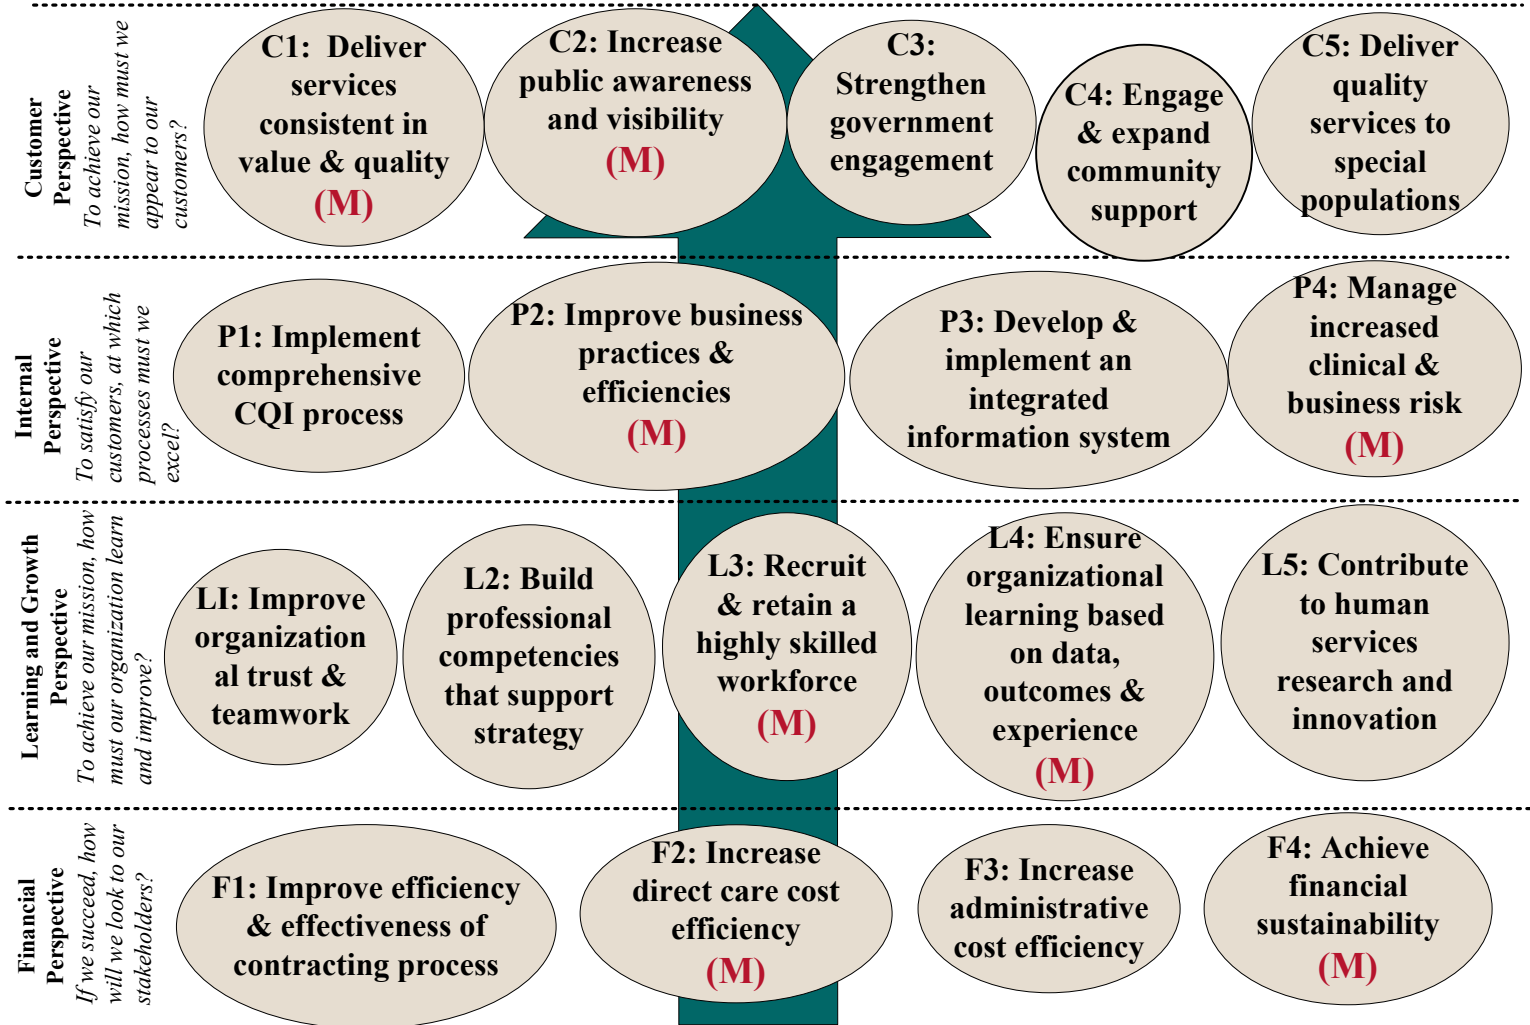 Customer
Perspective
To achieve our
mission, how must we
appear to our
customers?
C1:  Deliver
services
consistent in
value & quality
(M)
C2: Increase
public awareness
and visibility
(M)
C3:
Strengthen
government
engagement
C4: Engage
& expand
community
support
C5: Deliver
quality
services to
special
populations
Internal
Perspective
To satisfy our
customers, at which
processes must we
excel?
P1: Implement
comprehensive
CQI process
P2: Improve business
practices &
efficiencies
(M)
P3: Develop &
implement an
integrated
information system
P4: Manage
increased
clinical &
business risk
(M)
Learning and Growth
Perspective
To achieve our mission, how
must our organization learn
and improve?
LI: Improve
organization
al trust &
teamwork
L2: Build
professional
competencies
that support
strategy
L3: Recruit
& retain a
highly skilled
workforce
(M)
L4: Ensure
organizational
learning based
on data,
outcomes &
experience
(M)
L5: Contribute
to human
services
research and
innovation
Financial
Perspective
If we succeed, how
will we look to our
stakeholders?
F1: Improve efficiency
& effectiveness of
contracting process
F2: Increase
direct care cost
efficiency
(M)
F3: Increase
administrative
cost efficiency
F4: Achieve
financial
sustainability
(M)